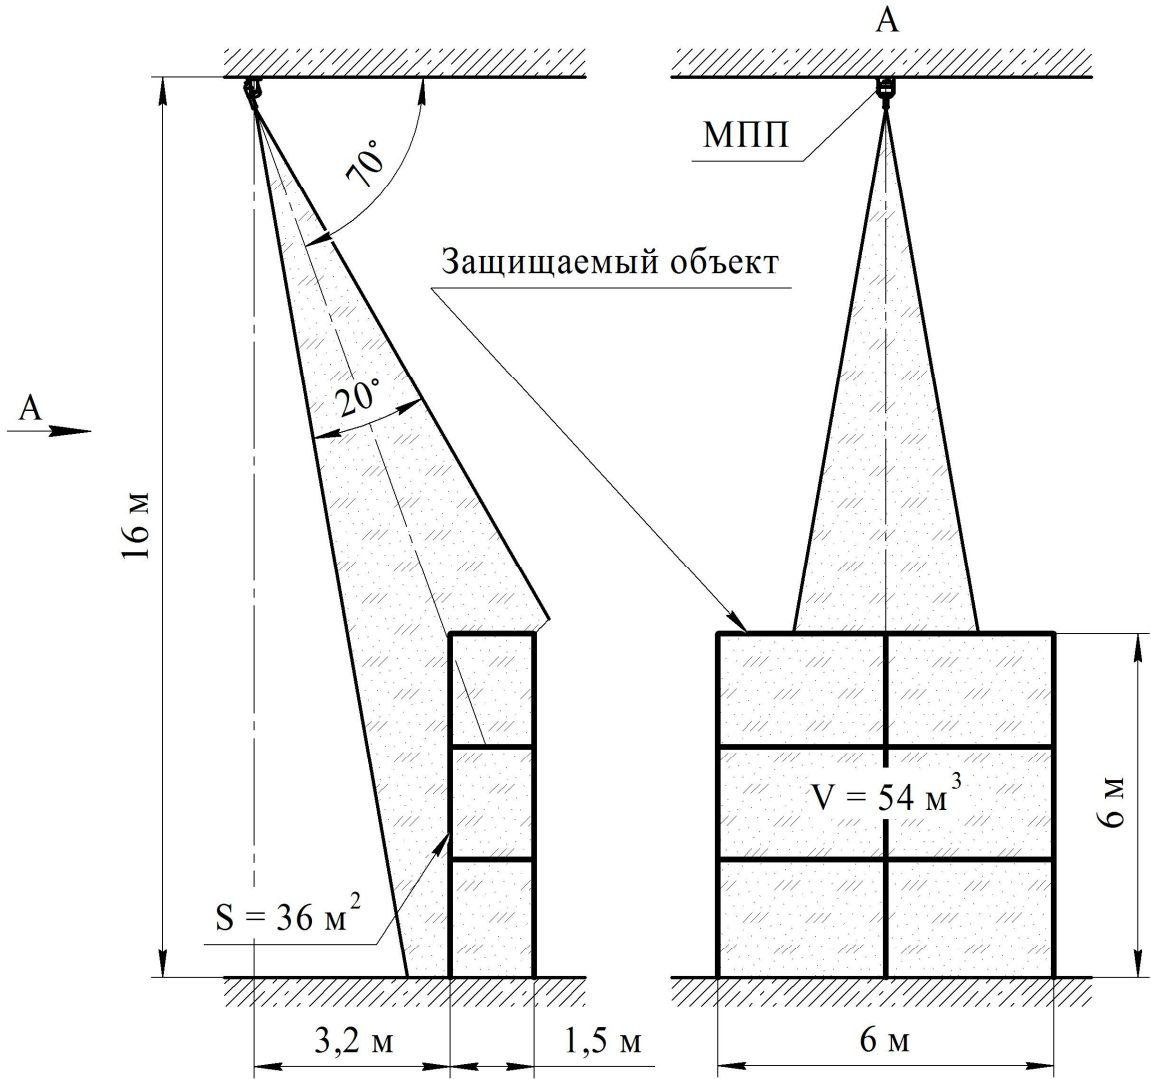 А
МПП
70°
Защищаемый объект
20°
А
16 м
V = 54 м³
6 м
S = 36 м²
3,2 м
1,5 м
6 м